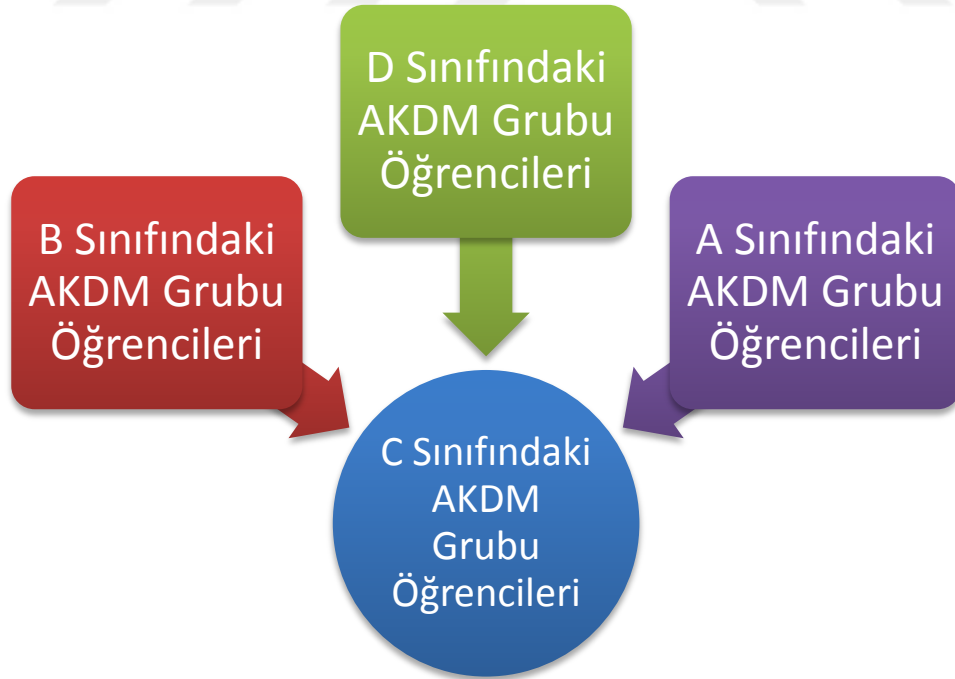 D Sınıfındaki
AKDM Grubu
Öğrencileri
B Sınıfındaki
AKDM Grubu
Öğrencileri
A Sınıfındaki
AKDM Grubu
Öğrencileri
C Sınıfındaki
AKDM
Grubu
Öğrencileri